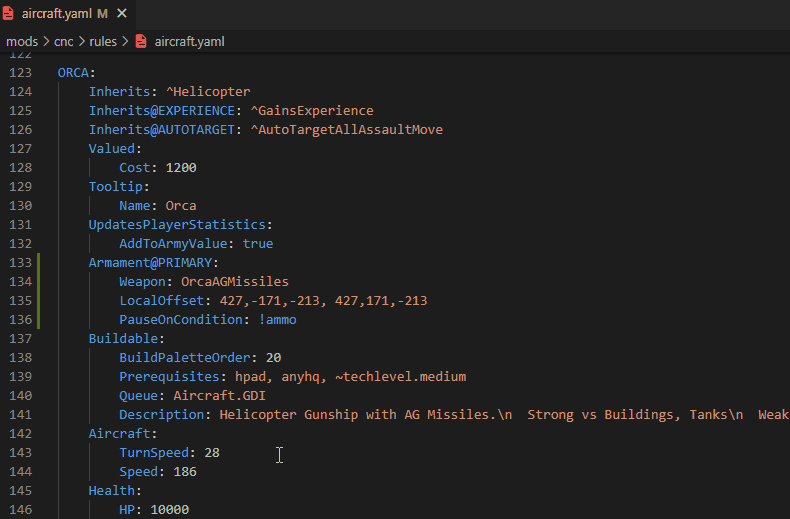 aircraft.yaml M
mods > cnc > rules > aircraft.yaml
122
123 ORCA:
124 Inherits: ^Helicopter
125 Inherits@EXPERIENCE: ^GainsExperience
126 Inherits@AUTOTARGET: ^AutoTargetAllAssaultMove
127 Valued:
128 Cost: 1200
129 Tooltip:
130 Name: Orca
131 UpdatesPlayerStatistics:
132 AddToArmyValue: true
133 Armament@PRIMARY:
134 Weapon: OrcaAGMissiles
135 LocalOffset: 427,-171,-213, 427,171,-213
136 PauseOnCondition: !ammo
137 Buildable:
138 BuildPaletteOrder: 20
139 Prerequisites: hpad, anyhq, ~techlevel.medium
140 Queue: Aircraft.GDI
141 Description: Helicopter Gunship with AG Missiles.\n  Strong vs Buildings, Tanks\n  Weak
142 Aircraft:
143 TurnSpeed: 28
144 Speed: 186
145 Health:
146 HP: 10000